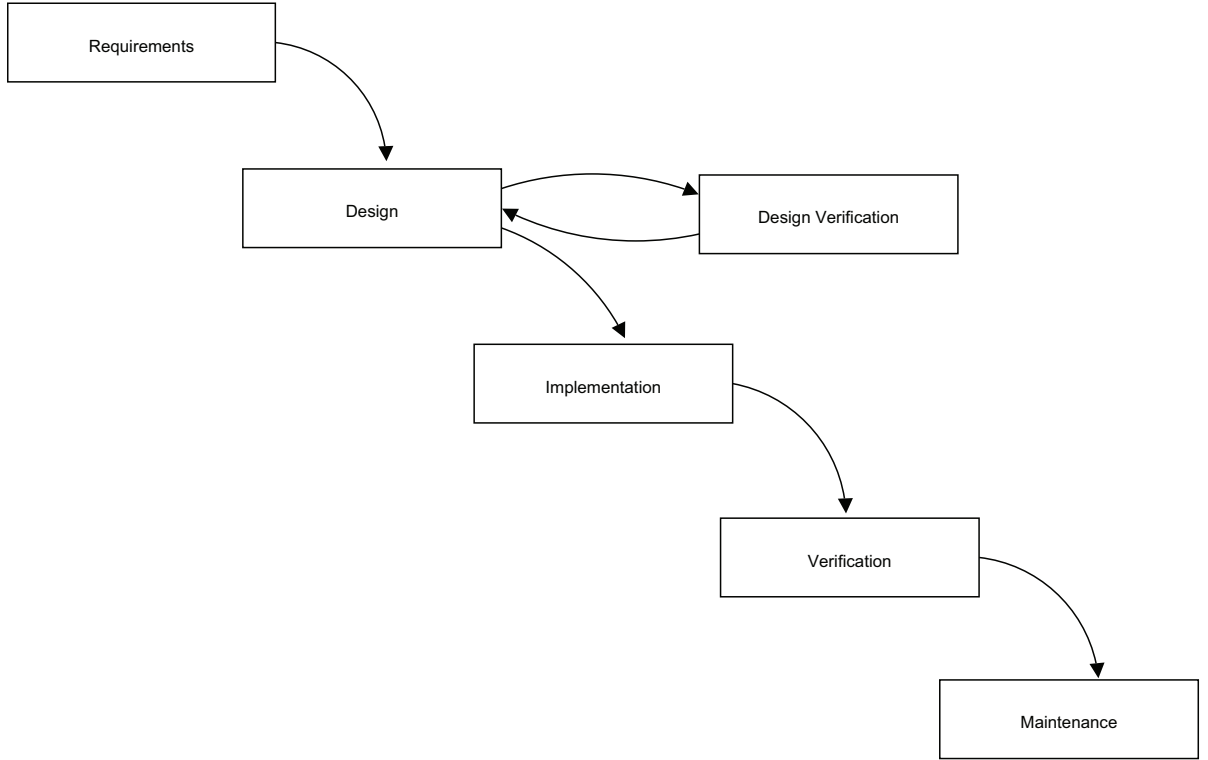 Requirements
Design
Design Verification
Implementation
Verification
Maintenance